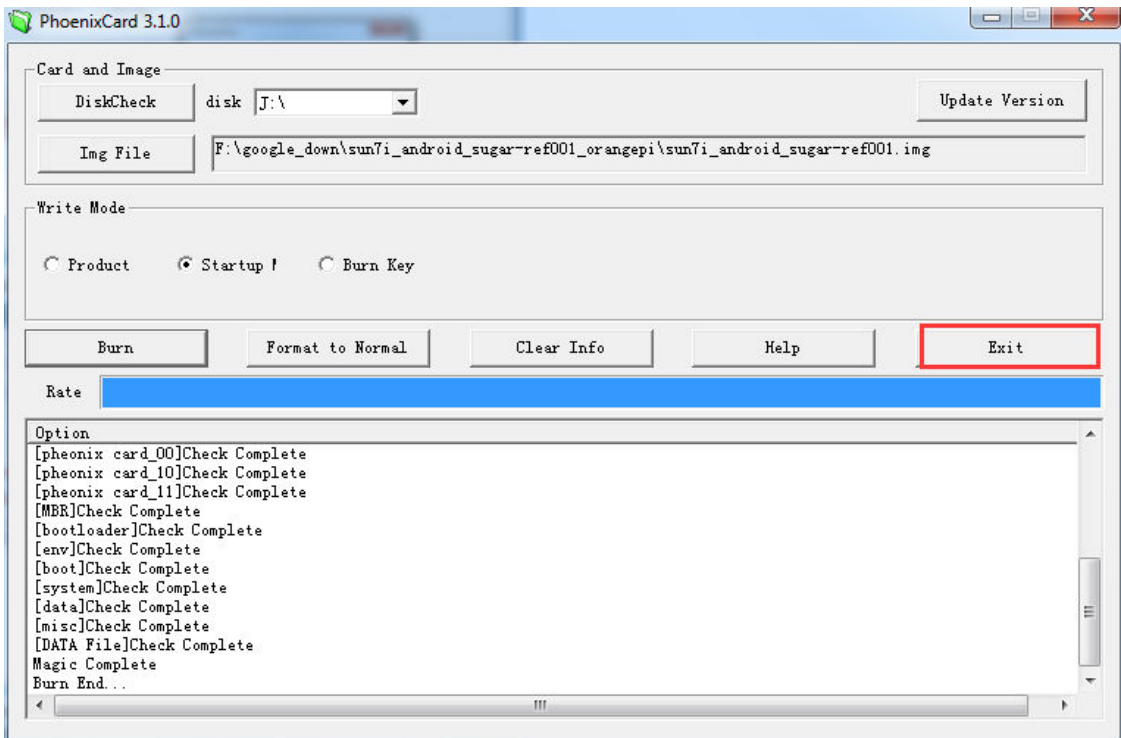 PhoenixCard 3.1.0
Card and Image
DiskCheck disk J:\ Update Version
Img File F:\google_down\sun7i_android_sugar-ref001_orangepi\sun7i_android_sugar-ref001.img
Write Mode
Product Startup Burn Key
Burn Format to Normal Clear Info Help Exit
Rate
Option
[pheonix card_00]Check Complete
[pheonix card_10]Check Complete
[pheonix card_11]Check Complete
[MBR]Check Complete
[bootloader]Check Complete
[env]Check Complete
[boot]Check Complete
[system]Check Complete
[data]Check Complete
[misc]Check Complete
[DATA File]Check Complete
Magic Complete
Burn End...